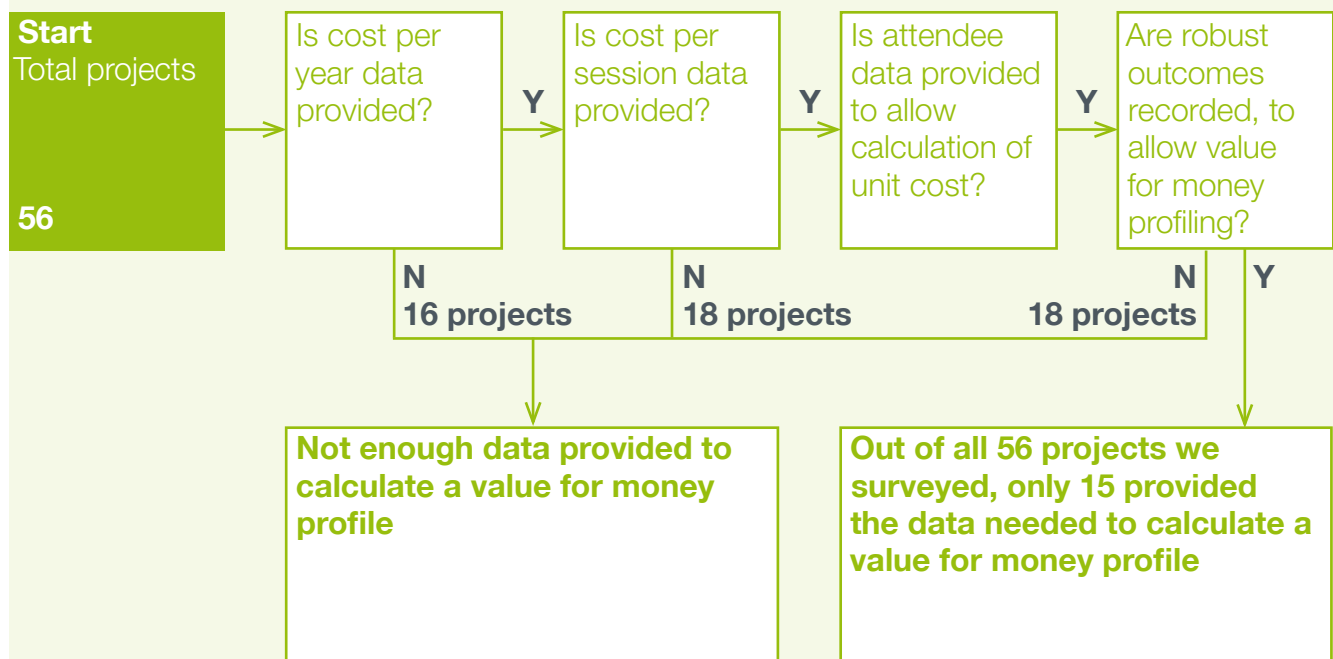 Start
Total projects
56
Is cost per
year data
provided?
Y
Is cost per
session data
provided?
Y
Is attendee
data provided
to allow
calculation of
unit cost?
Y
Are robust
outcomes
recorded, to
allow value
for money
profiling?
N
16 projects
N
18 projects
N
18 projects
Y
Not enough data provided to
calculate a value for money
profile
Out of all 56 projects we
surveyed, only 15 provided
the data needed to calculate a
value for money profile